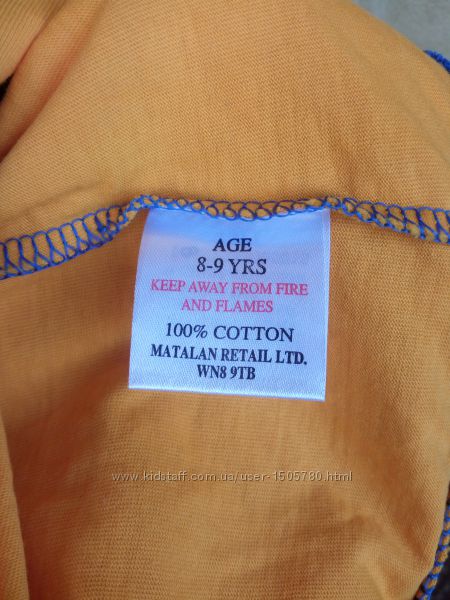 AGE
8-9 YRS
KEEP AWAY FROM FIRE
AND FLAMES
100% COTTON
MATALAN RETAIL LTD.
WN8 9TB
www.kidstaff.com.ua/user-1505780.html